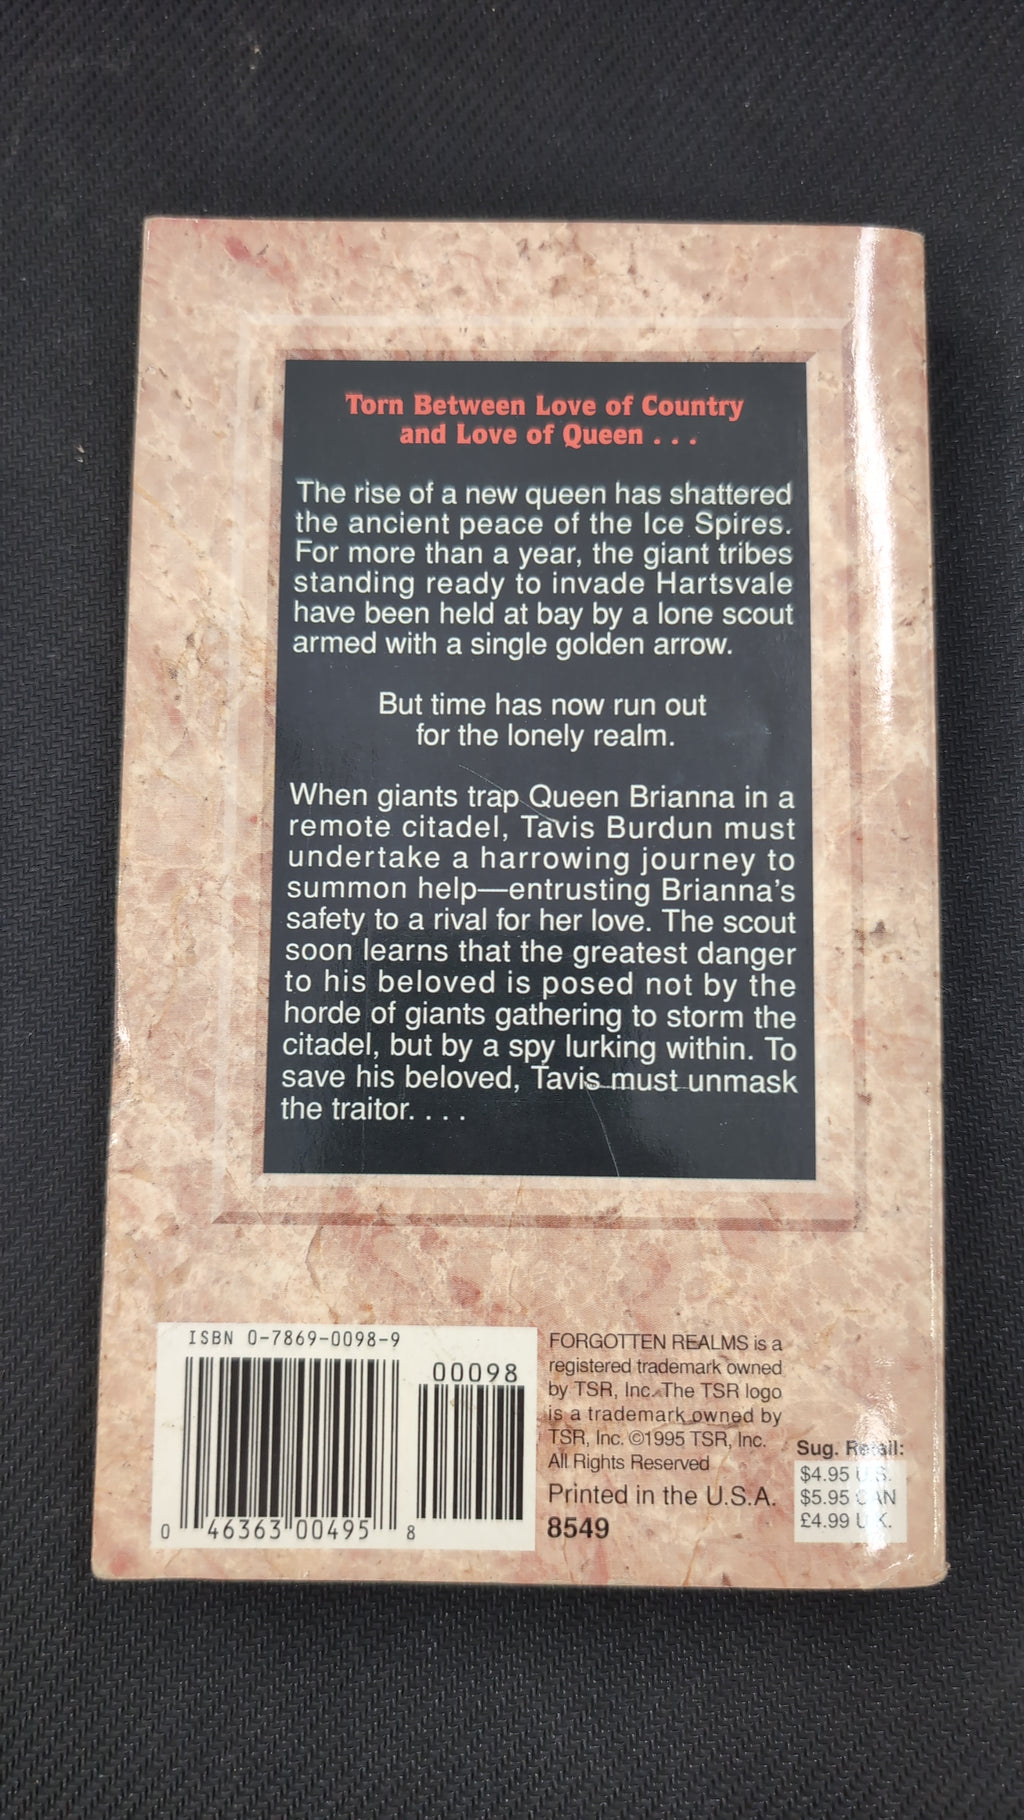 Torn Between Love of Country
and Love of Queen . . .
The rise of a new queen has shattered
the ancient peace of the Ice Spires.
For more than a year, the giant tribes
standing ready to invade Hartsvale
have been held at bay by a lone scout
armed with a single golden arrow.
But time has now run out
for the lonely realm.
When giants trap Queen Brianna in a
remote citadel, Tavis Burdun must
undertake a harrowing journey to
summon help—entrusting Brianna's
safety to a rival for her love. The scout
soon learns that the greatest danger
to his beloved is posed not by the
horde of giants gathering to storm the
citadel, but by a spy lurking within. To
save his beloved, Tavis must unmask
the traitor. . . .
ISBN 0-7869-0098-9
00098
0 46363 00495 8
FORGOTTEN REALMS is a
registered trademark owned
by TSR, Inc. The TSR logo
is a trademark owned by
TSR, Inc. ©1995 TSR, Inc.
All Rights Reserved
Printed in the U.S.A.
8549
Sug. Retail:
$4.95 U.S.
$5.95 CAN
£4.99 U.K.